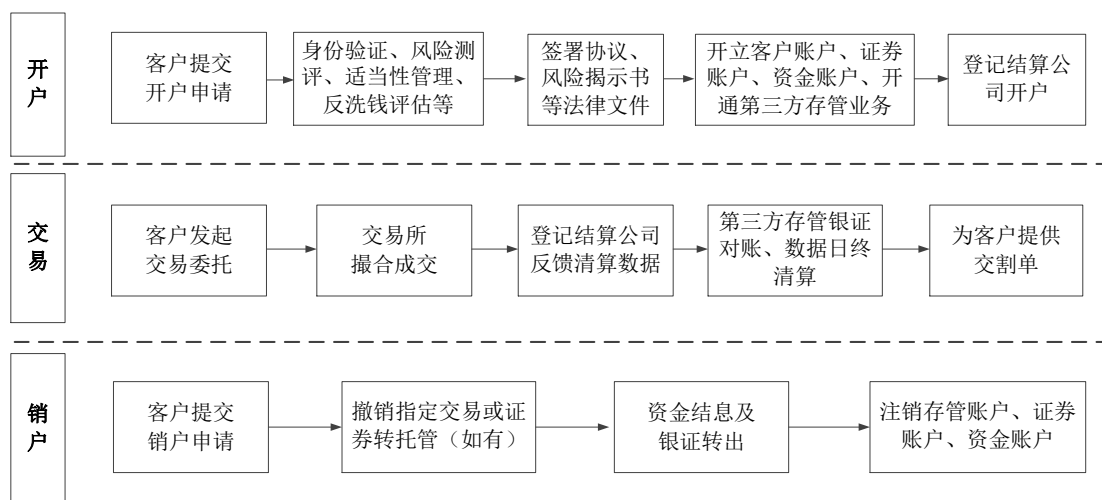 开
户
客户提交
开户申请
身份验证、风险测
评、适当性管理、
反洗钱评估等
签署协议、
风险揭示书
等法律文件
开立客户账户、证券
账户、资金账户、开
通第三方存管业务
登记结算公
司开户
交
易
客户发起
交易委托
交易所
撮合成交
登记结算公司
反馈清算数据
第三方存管银证
对账、数据日终
清算
为客户提供
交割单
销
户
客户提交
销户申请
撤销指定交易或证
券转托管（如有）
资金结息及
银证转出
注销存管账户、证券
账户、资金账户